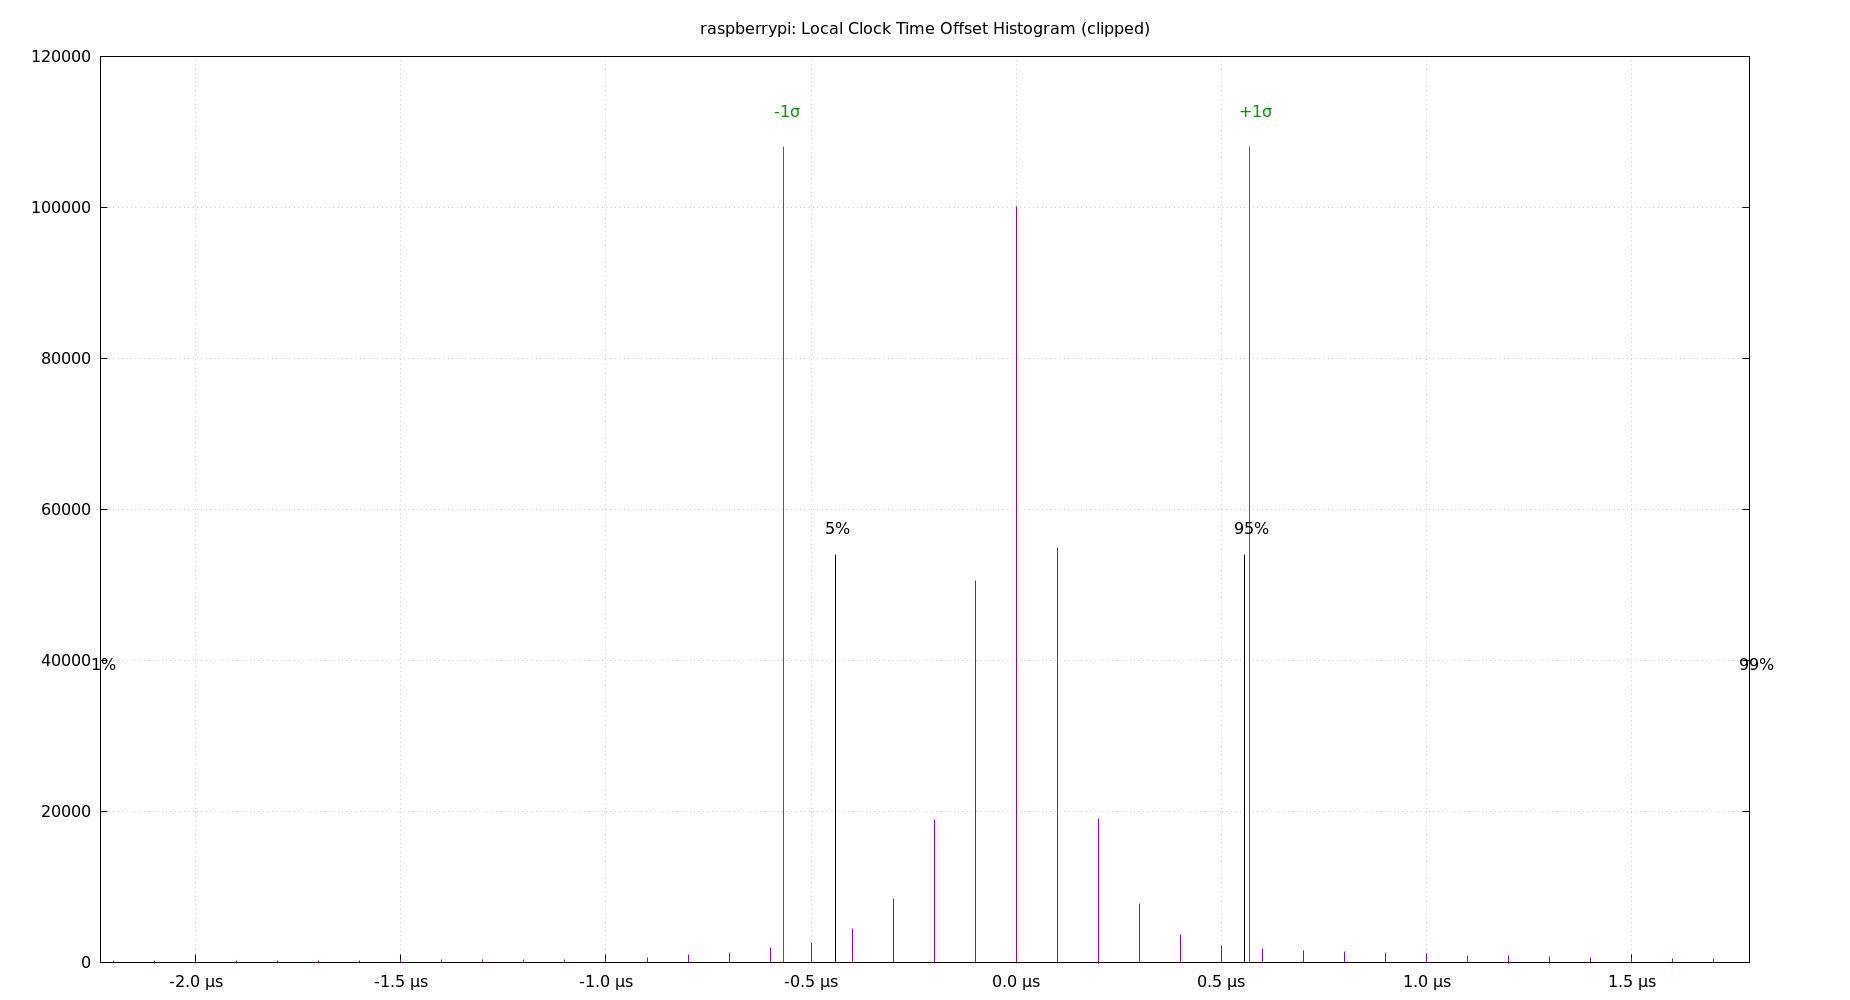 raspberrypi: Local Clock Time Offset Histogram (clipped)
120000
-1σ +1σ
100000
80000
60000
5% 95%
40000 1% 99%
20000
0
-2.0 µs -1.5 µs -1.0 µs -0.5 µs 0.0 µs 0.5 µs 1.0 µs 1.5 µs